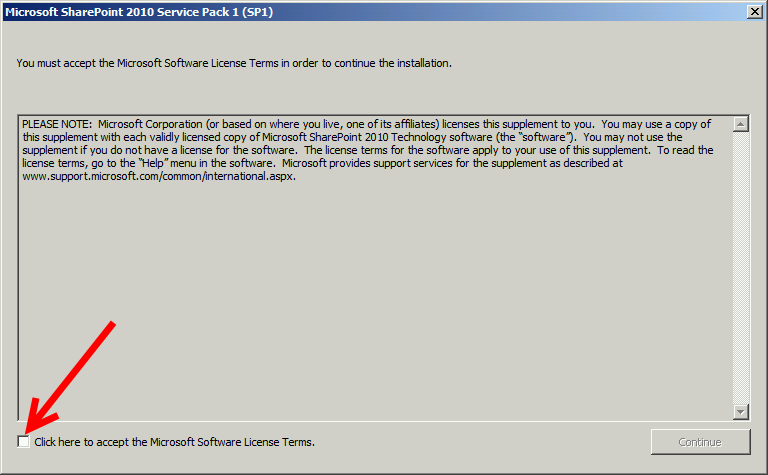 Microsoft SharePoint 2010 Service Pack 1 (SP1)
You must accept the Microsoft Software License Terms in order to continue the installation.
PLEASE NOTE:  Microsoft Corporation (or based on where you live, one of its affiliates) licenses this supplement to you.  You may use a copy of
this supplement with each validly licensed copy of Microsoft SharePoint 2010 Technology software (the “software”).  You may not use the
supplement if you do not have a license for the software.  The license terms for the software apply to your use of this supplement.  To read the
license terms, go to the “Help” menu in the software.  Microsoft provides support services for the supplement as described at
www.support.microsoft.com/common/international.aspx.
Click here to accept the Microsoft Software License Terms.
Continue